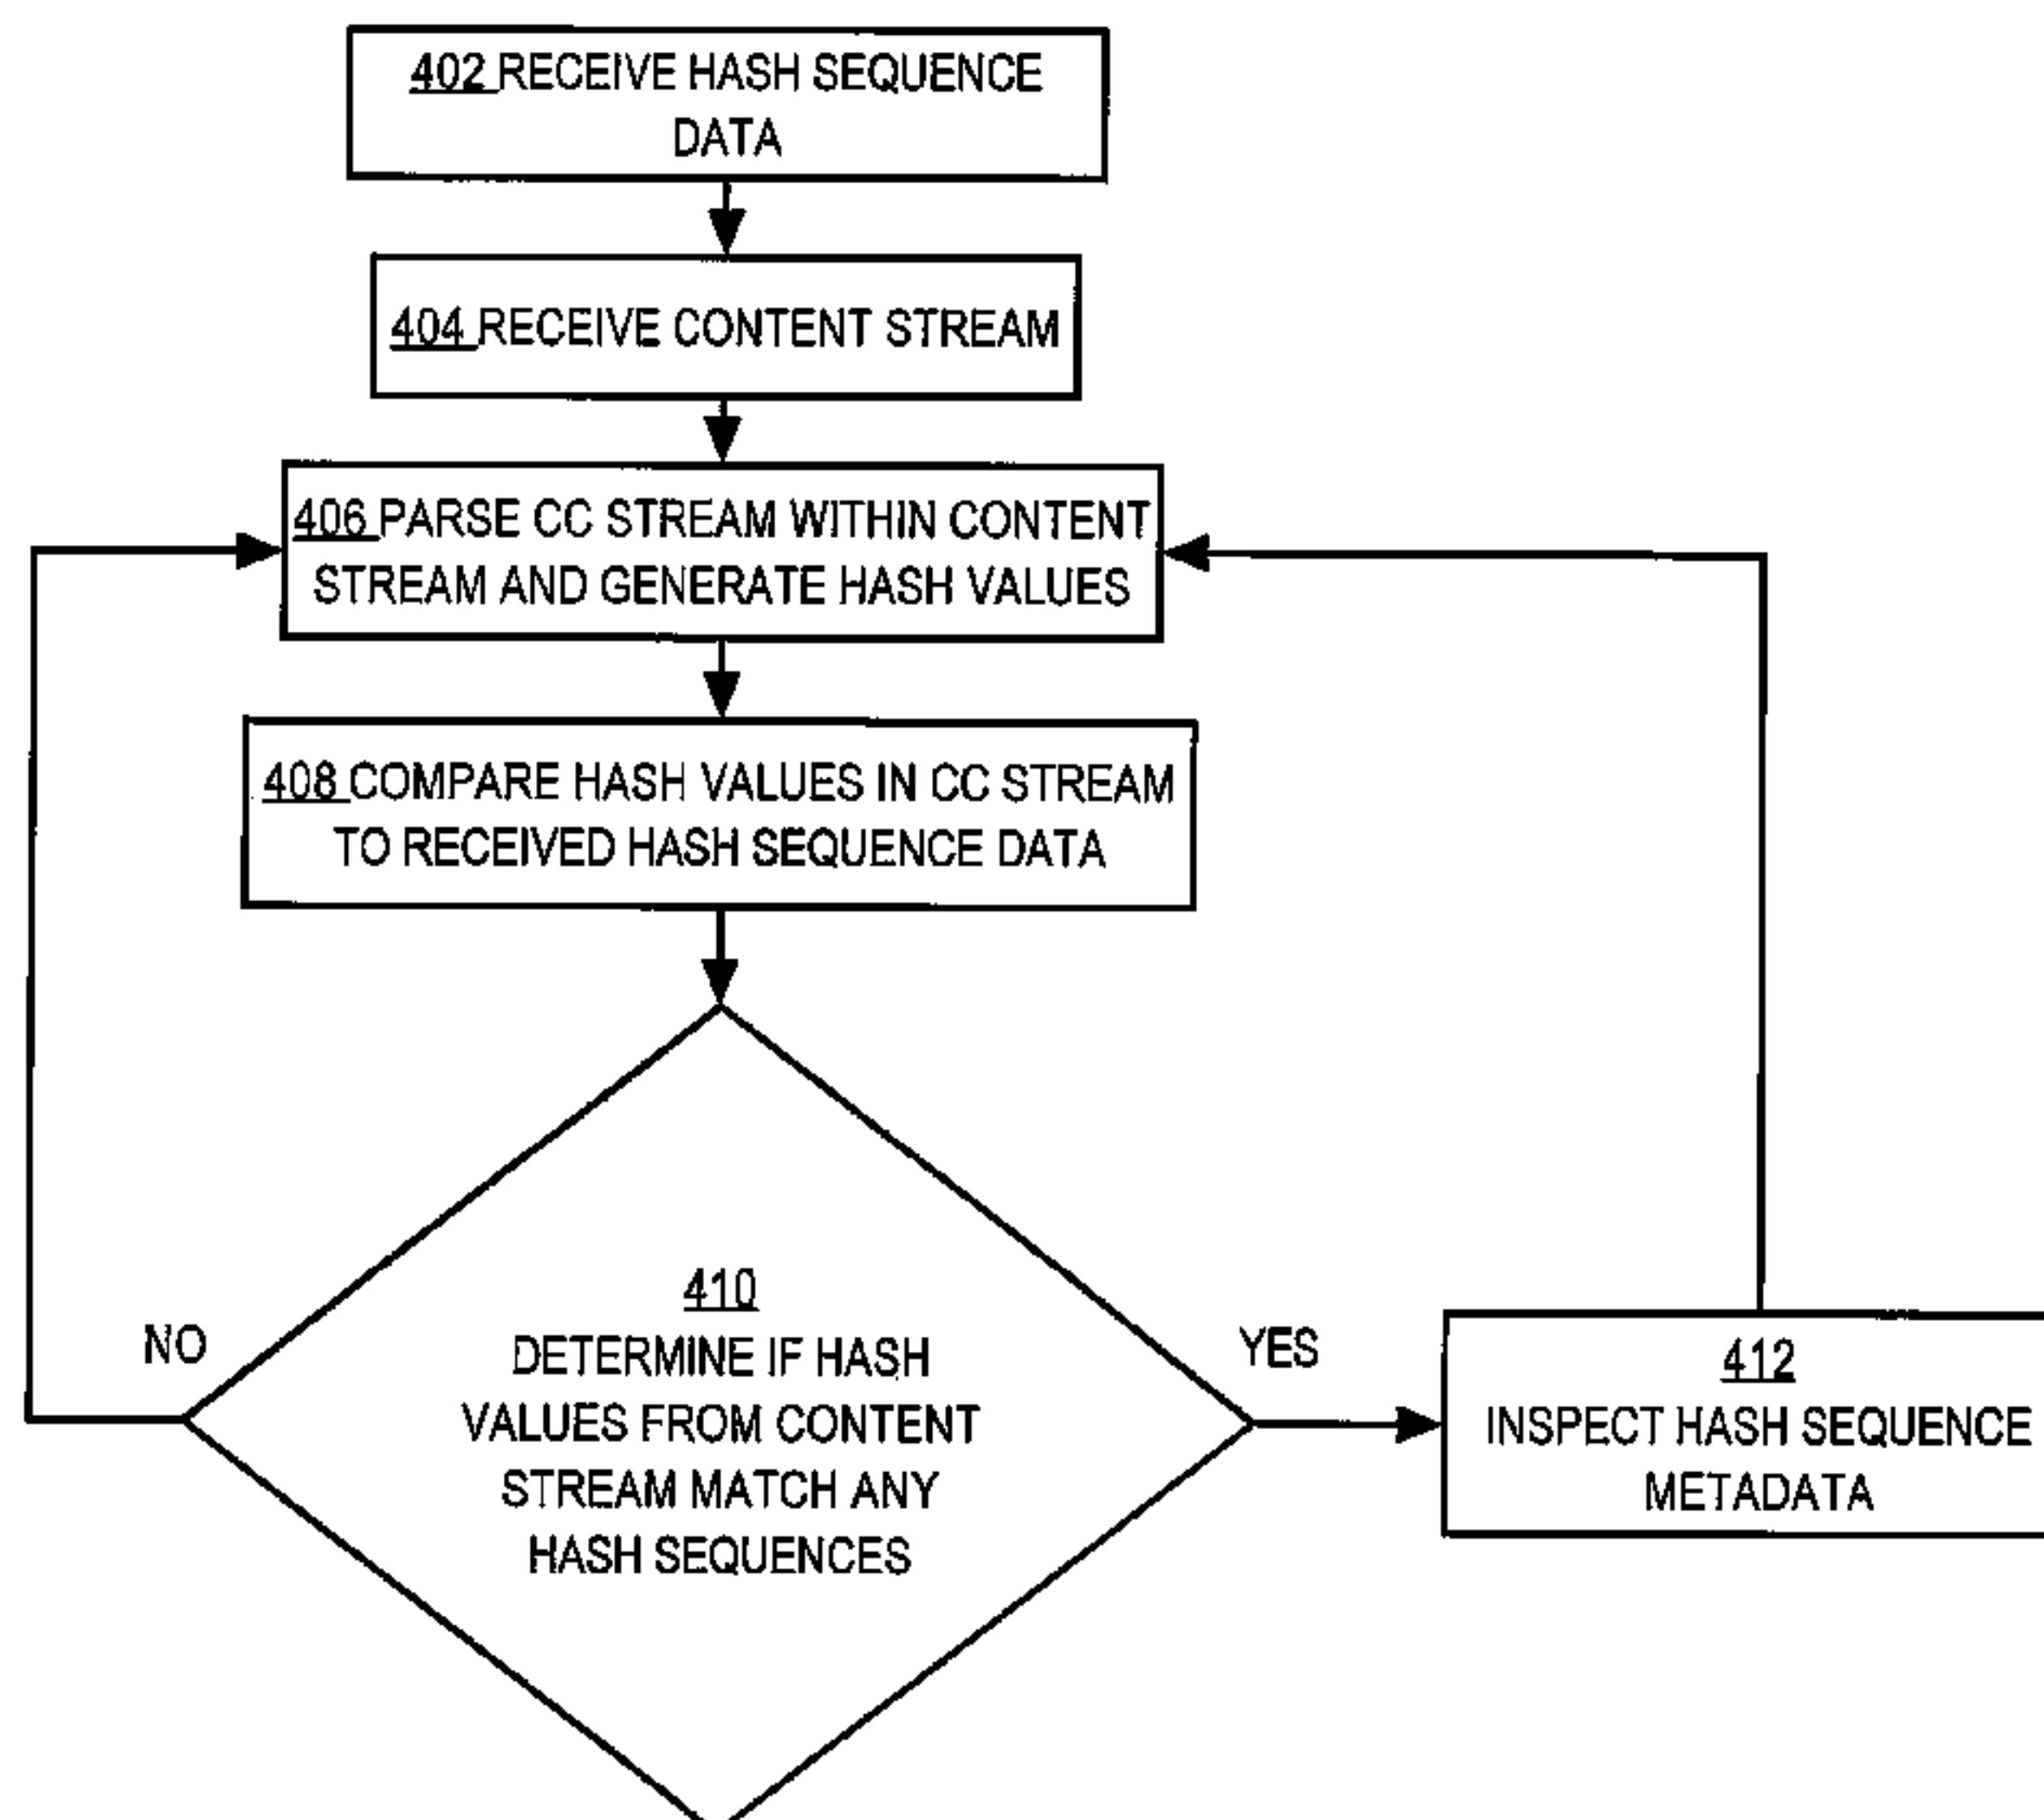 402 RECEIVE HASH SEQUENCE
DATA
404 RECEIVE CONTENT STREAM
406 PARSE CC STREAM WITHIN CONTENT
STREAM AND GENERATE HASH VALUES
408 COMPARE HASH VALUES IN CC STREAM
TO RECEIVED HASH SEQUENCE DATA
410
DETERMINE IF HASH
VALUES FROM CONTENT
STREAM MATCH ANY
HASH SEQUENCES
NO
YES
412
INSPECT HASH SEQUENCE
METADATA